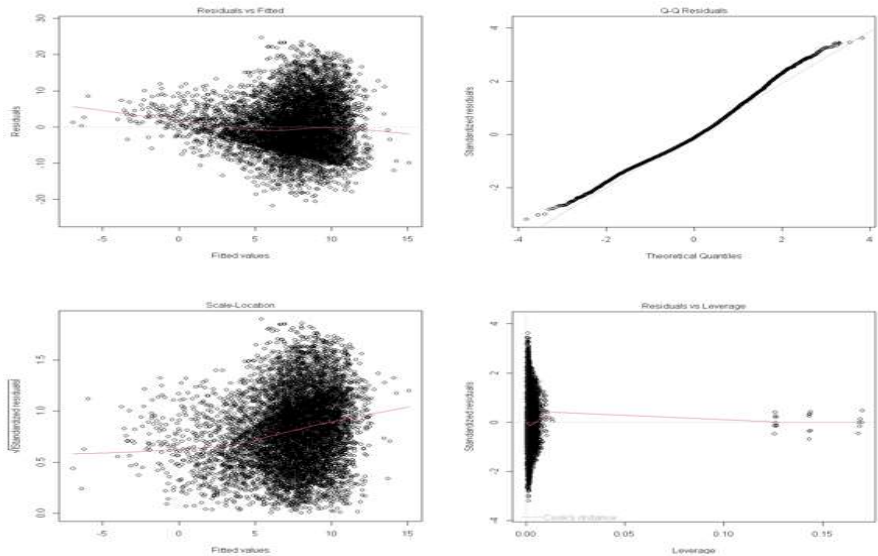 Residuals vs Fitted
Residuals
30
20
10
0
-10
-20
-5
0
5
10
15
Fitted values
Q-Q Residuals
Standardized residuals
4
2
0
-2
-4
-2
0
2
4
Theoretical Quantiles
Scale-Location
√|Standardized residuals|
1.5
1.0
0.5
0.0
-5
0
5
10
15
Fitted values
Residuals vs Leverage
Standardized residuals
4
2
0
-2
-4
Cook's distance
0.00
0.05
0.10
0.15
Leverage